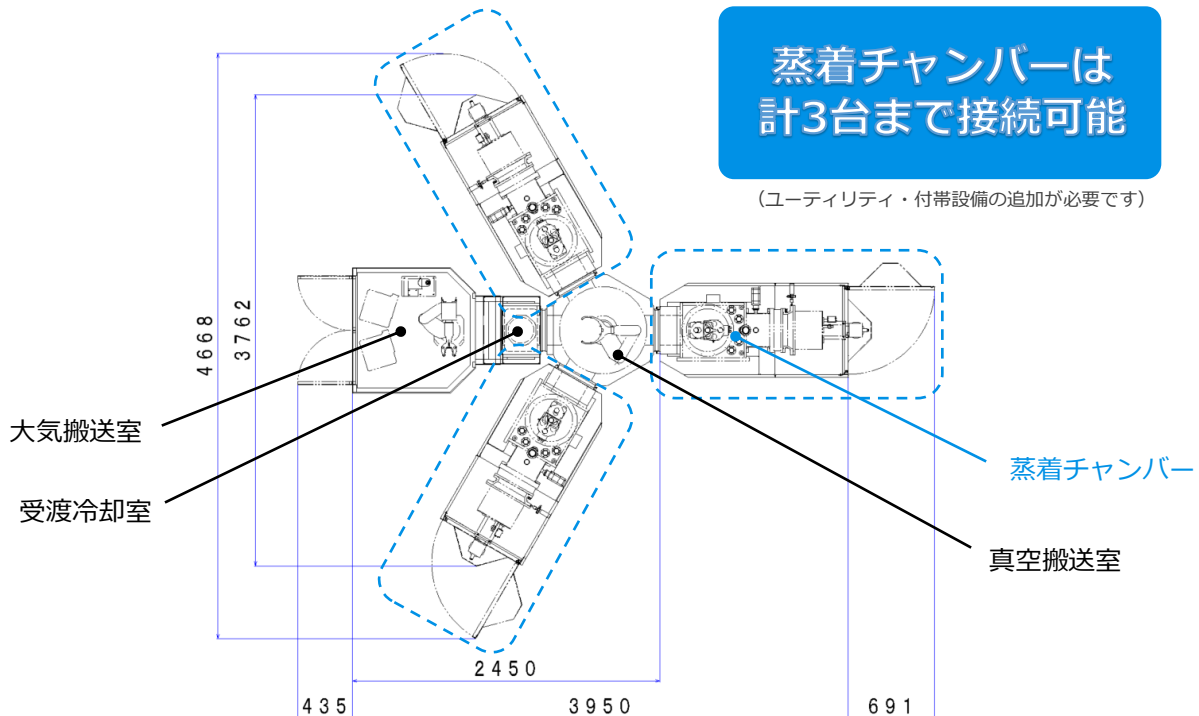 蒸着チャンバーは
計3台まで接続可能
（ユーティリティ・付帯設備の追加が必要です）
4668
3762
大気搬送室
受渡冷却室
蒸着チャンバー
真空搬送室
2450
435
3950
691